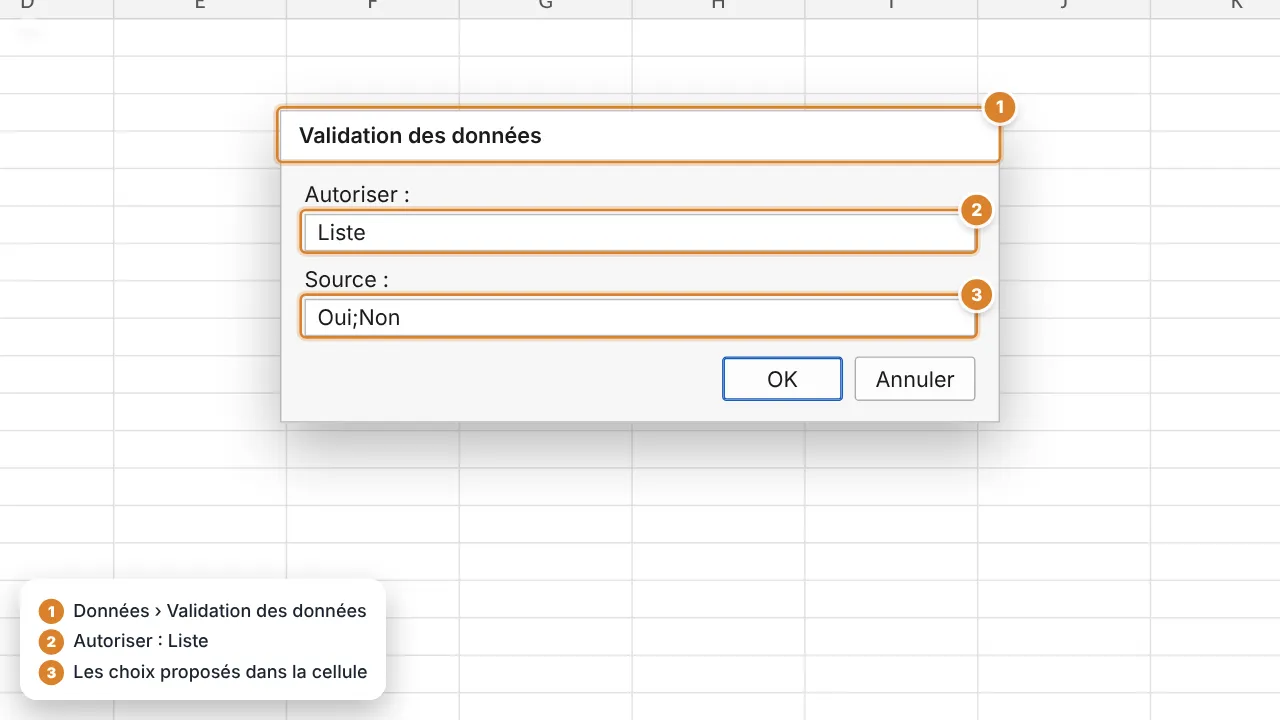 D E F G H I J K
Validation des données
1
Autoriser :
2
Liste
Source :
3
Oui;Non
OK Annuler
1 Données › Validation des données
2 Autoriser : Liste
3 Les choix proposés dans la cellule